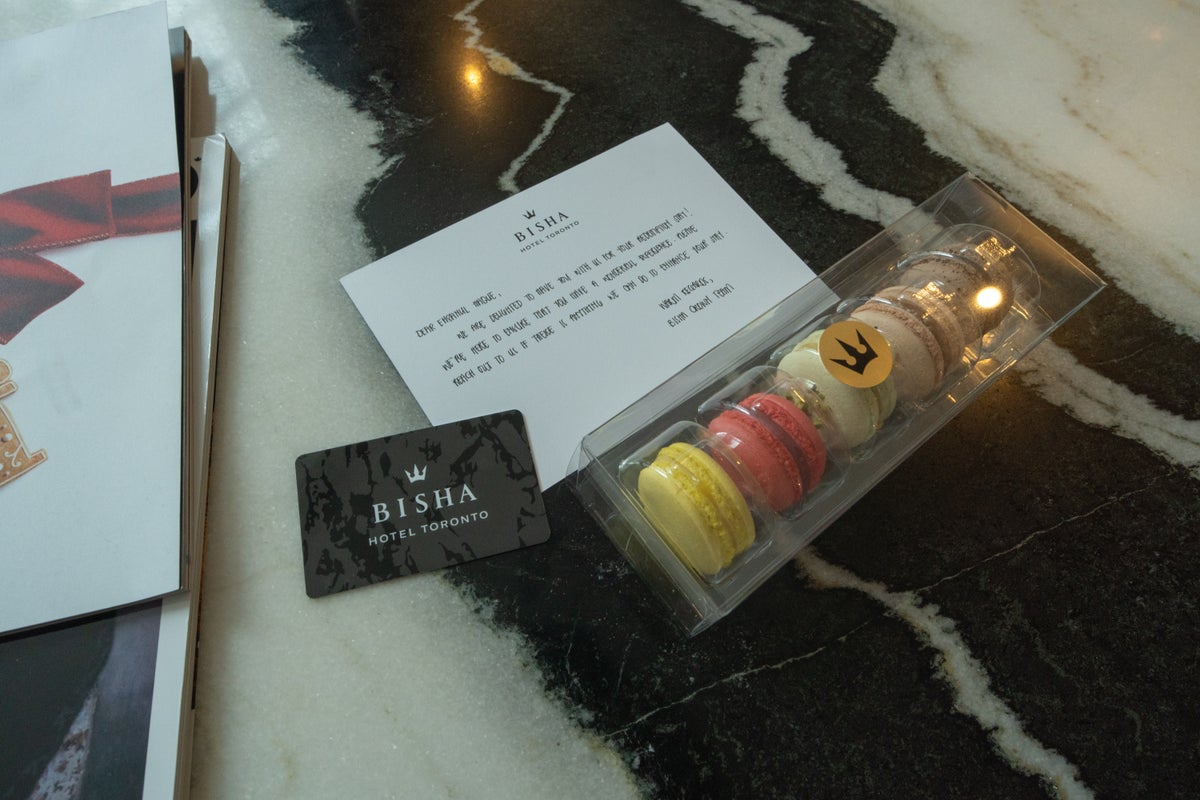 BISHA
HOTEL TORONTO
DEAR
WE ARE DELIGHTED TO HAVE YOU WITH US FOR YOUR REDEMPTION STAY!
WE'RE HERE TO ENSURE THAT YOU HAVE A WONDERFUL EXPERIENCE. PLEASE
REACH OUT TO US IF THERE IS ANYTHING WE CAN DO TO ENHANCE YOUR STAY.
WARM REGARDS,
BISHA
BISHA
HOTEL TORONTO